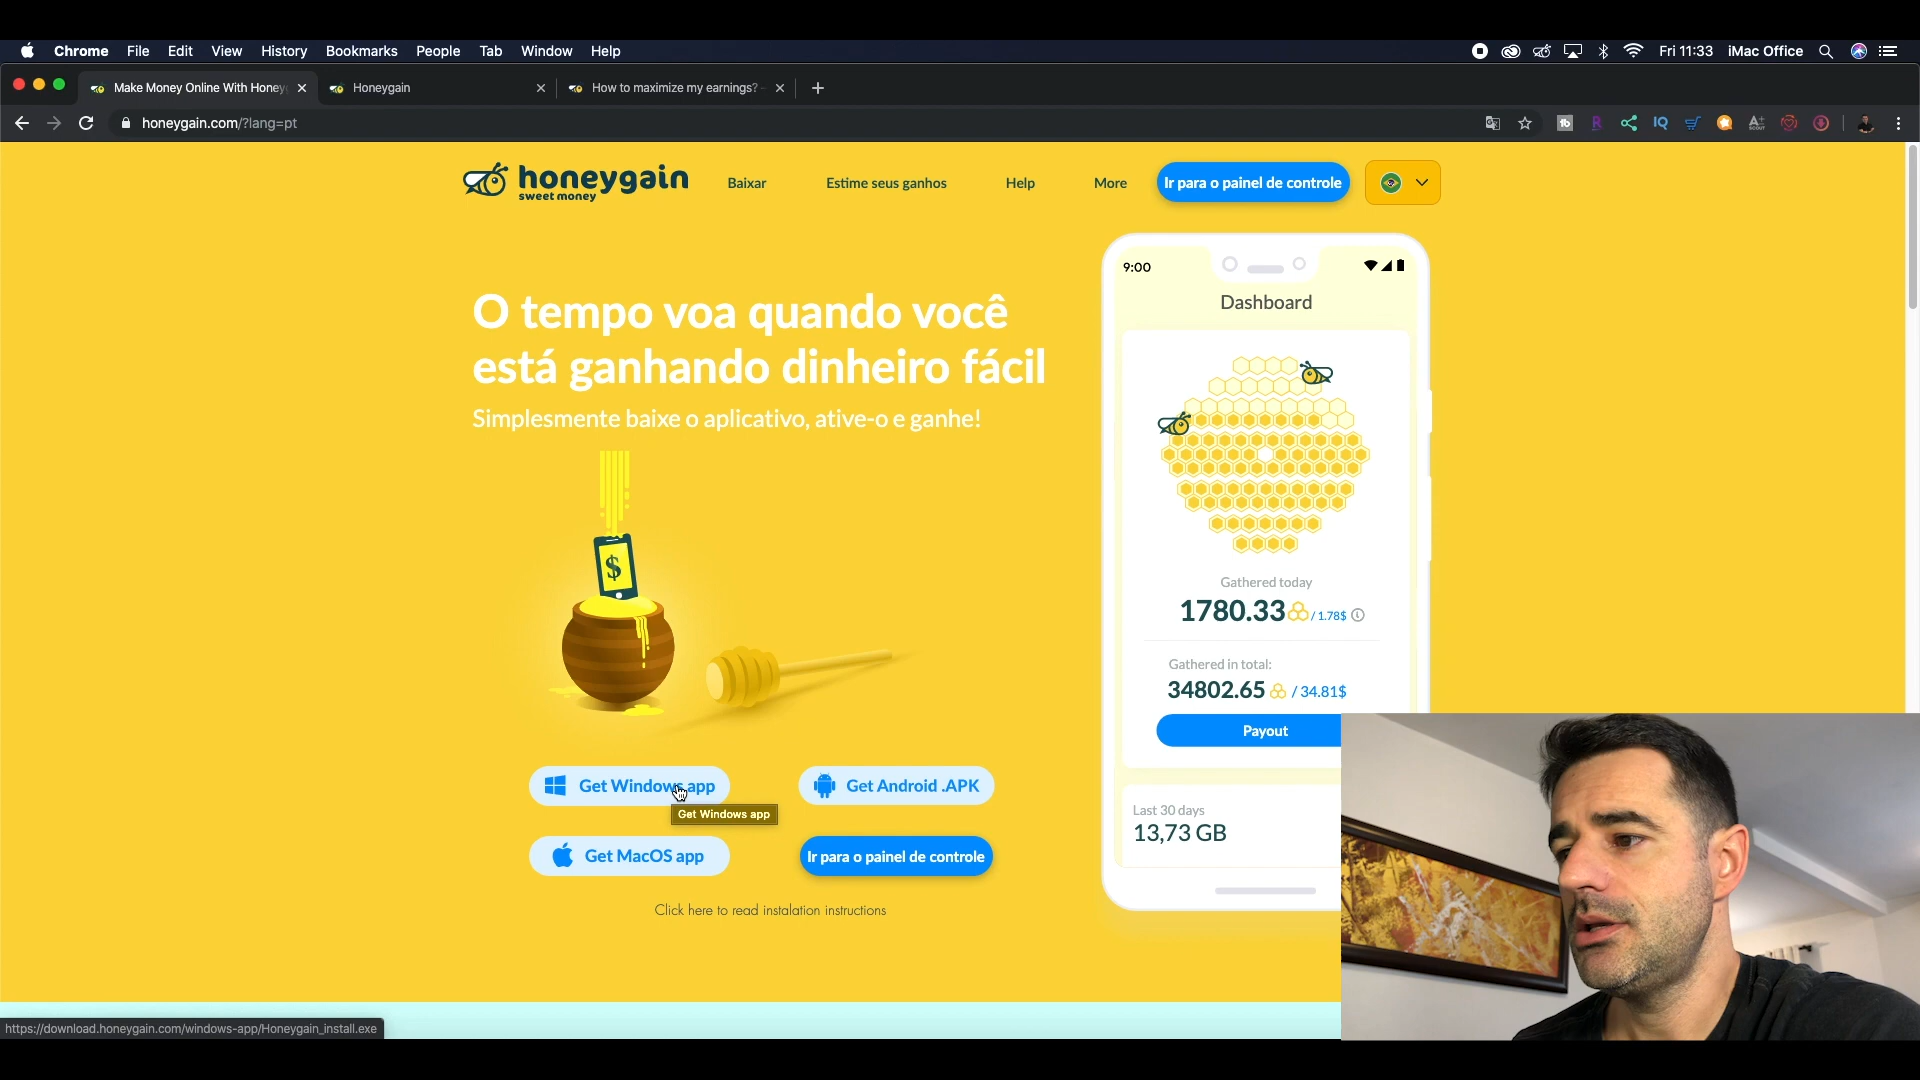 Chrome File Edit View History Bookmarks People Tab Window Help
Fri 11:33 iMac Office
Make Money Online With Honey
Honeygain
How to maximize my earnings? -
honeygain.com/?lang=pt
honeygain
sweet money
Baixar
Estime seus ganhos
Help
More
Ir para o painel de controle
O tempo voa quando você
está ganhando dinheiro fácil
Simplesmente baixe o aplicativo, ative-o e ganhe!
$
9:00
Dashboard
Gathered today
1780.33 / 1.78$
Gathered in total:
34802.65 / 34.81$
Payout
Last 30 days
13,73 GB
Get Windows app
Get Android .APK
Get Windows app
Get MacOS app
Ir para o painel de controle
Click here to read instalation instructions
https://download.honeygain.com/windows-app/Honeygain_install.exe